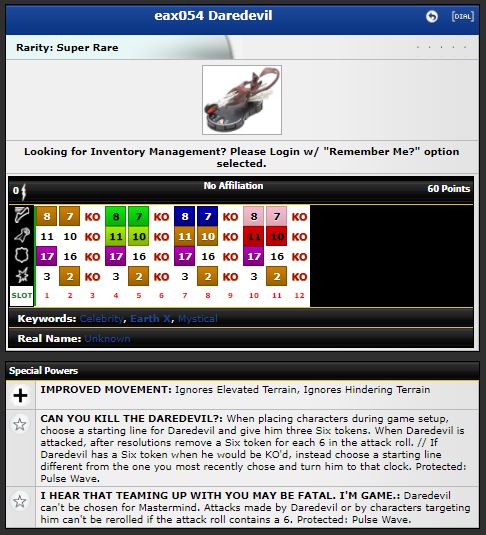 eax054 Daredevil
[DIAL]
Rarity: Super Rare
Looking for Inventory Management? Please Login w/ "Remember Me?" option
selected.
0 No Affiliation 60 Points
8 7 KO 8 7 KO 8 7 KO 8 7 KO
11 10 KO 11 10 KO 11 10 KO 11 10 KO
17 16 KO 17 16 KO 17 16 KO 17 16 KO
3 2 KO 3 2 KO 3 2 KO 3 2 KO
SLOT 1 2 3 4 5 6 7 8 9 10 11 12
Keywords: Celebrity, Earth X, Mystical
Real Name: Unknown
Special Powers
IMPROVED MOVEMENT: Ignores Elevated Terrain, Ignores Hindering Terrain
CAN YOU KILL THE DAREDEVIL?: When placing characters during game setup,
choose a starting line for Daredevil and give him three Six tokens. When Daredevil is
attacked, after resolutions remove a Six token for each 6 in the attack roll. // If
Daredevil has a Six token when he would be KO'd, instead choose a starting line
different from the one you most recently chose and turn him to that clock. Protected:
Pulse Wave.
I HEAR THAT TEAMING UP WITH YOU MAY BE FATAL. I'M GAME.: Daredevil
can't be chosen for Mastermind. Attacks made by Daredevil or by characters targeting
him can't be rerolled if the attack roll contains a 6. Protected: Pulse Wave.